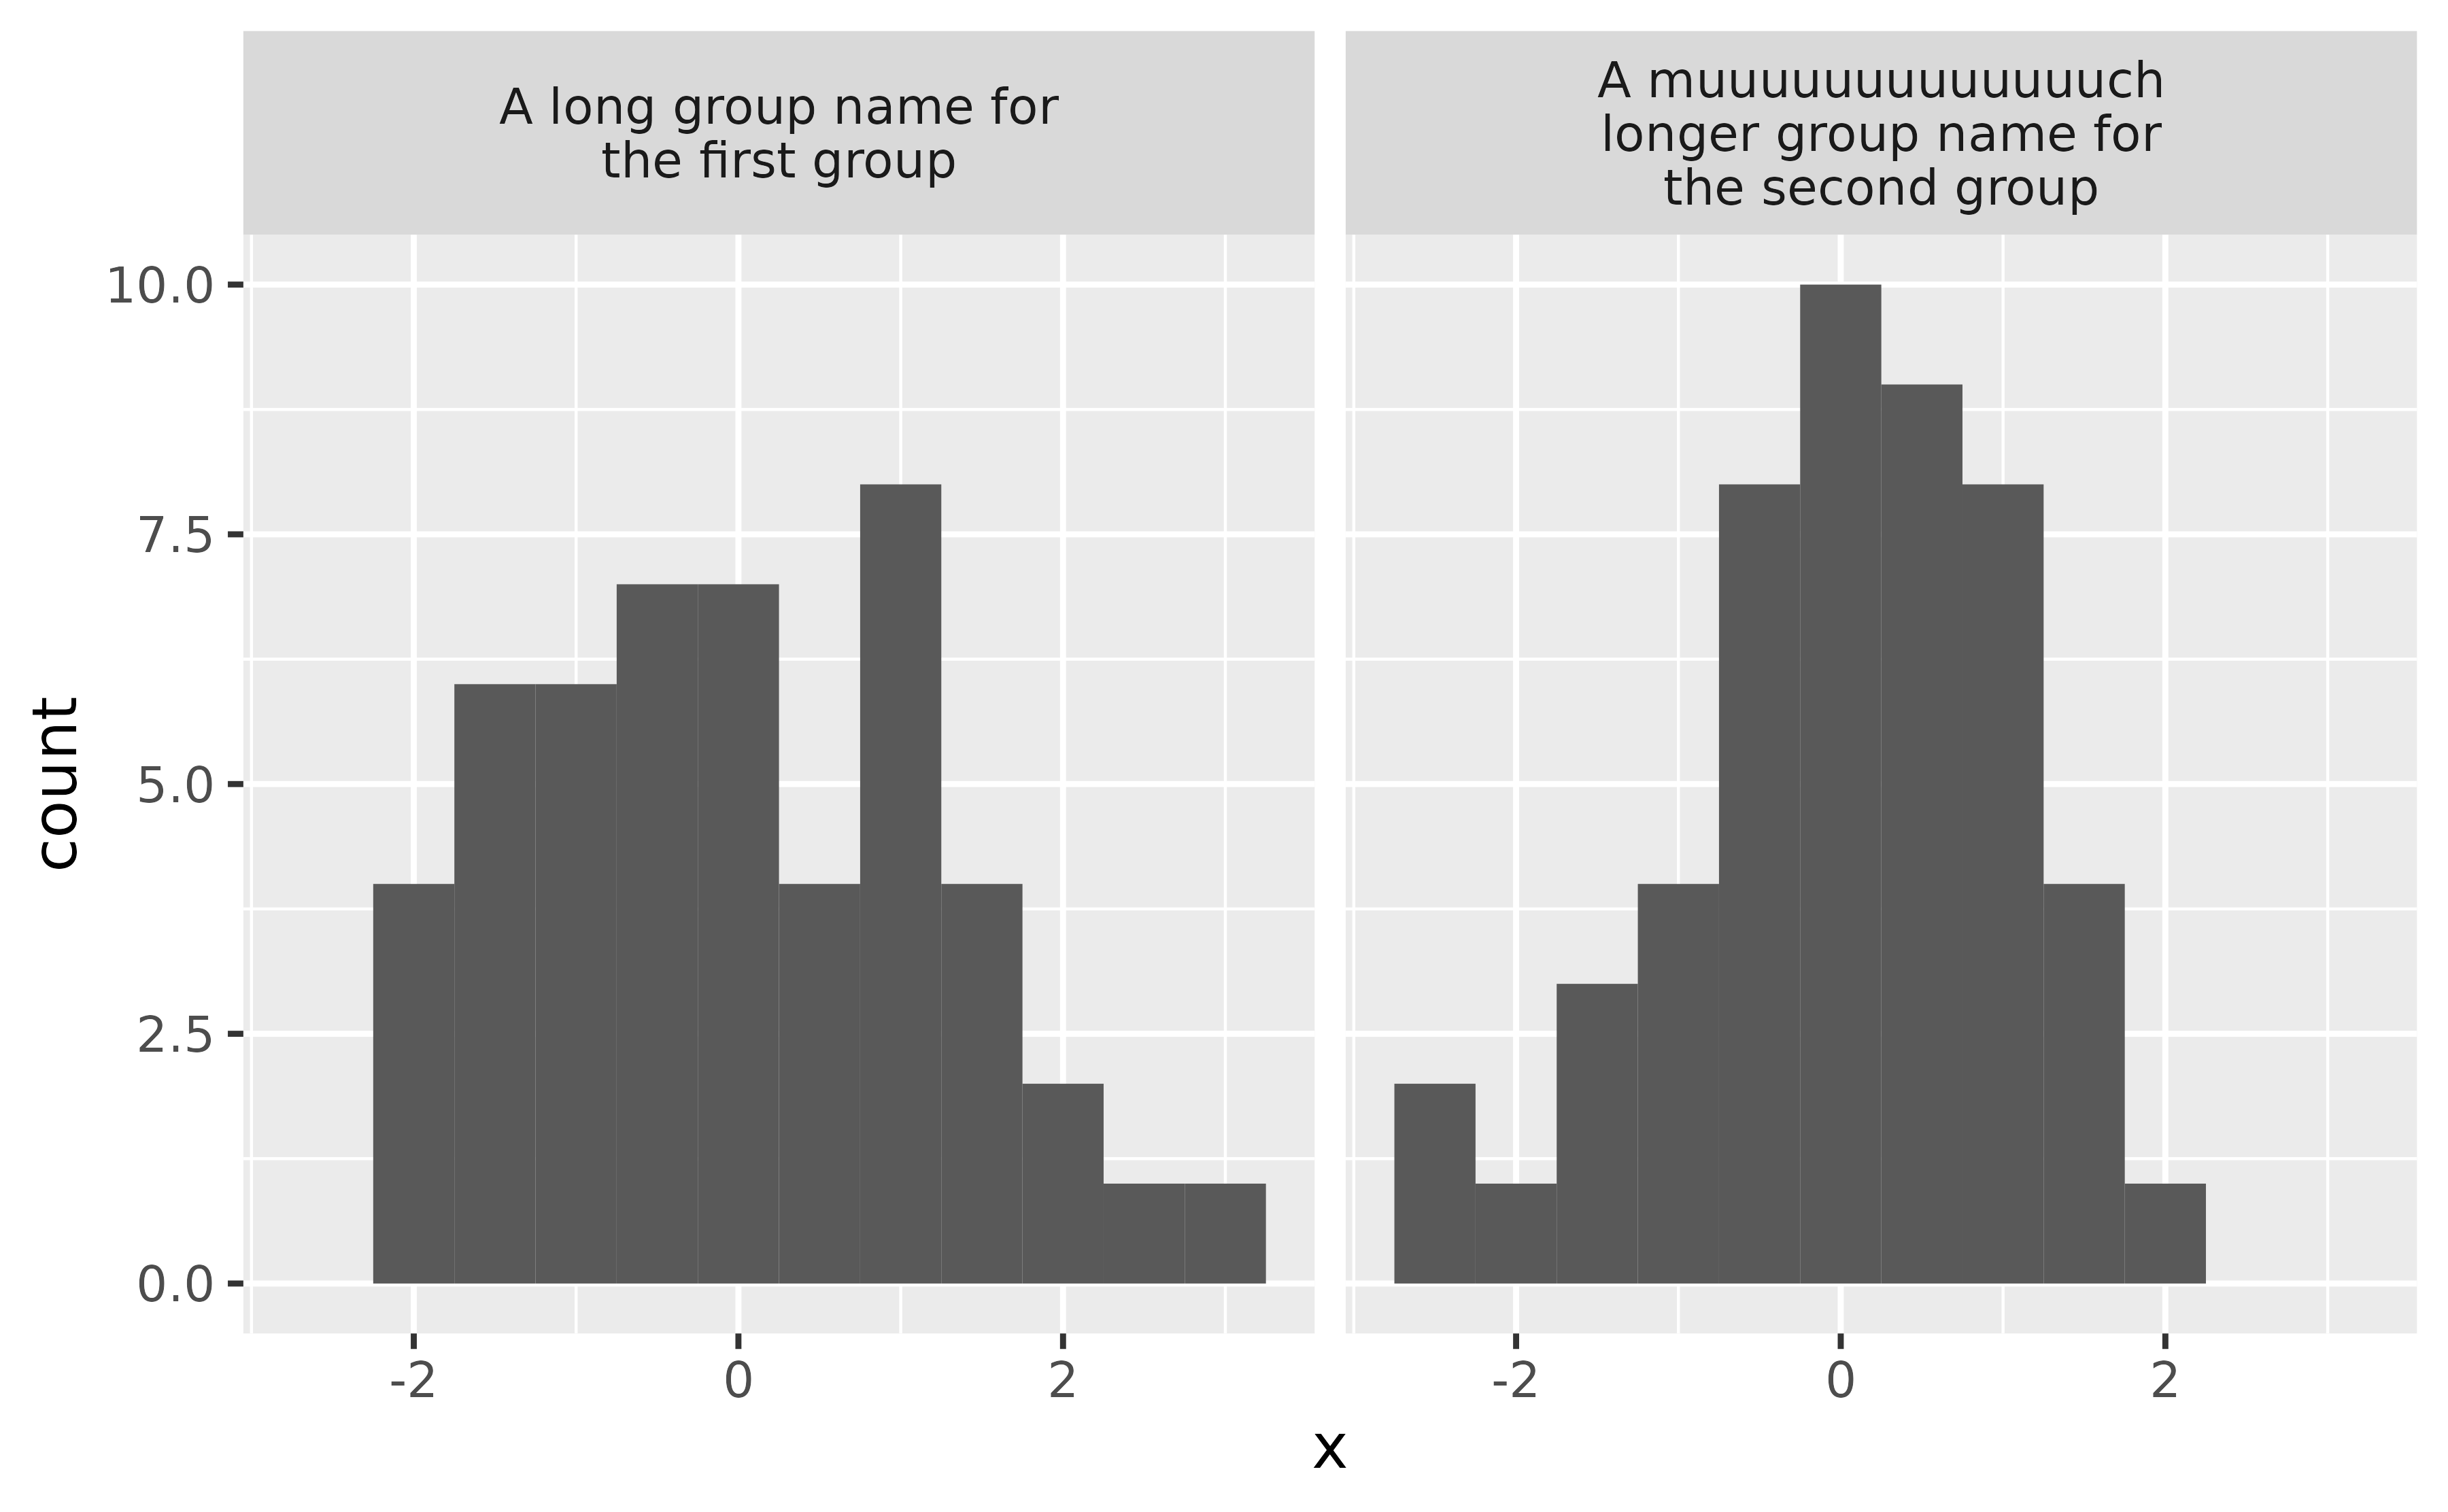 A long group name for
the first group
A muuuuuuuuuuuuuuuch
longer group name for
the second group
10.0
7.5
5.0
2.5
0.0
count
-2
0
2
-2
0
2
x